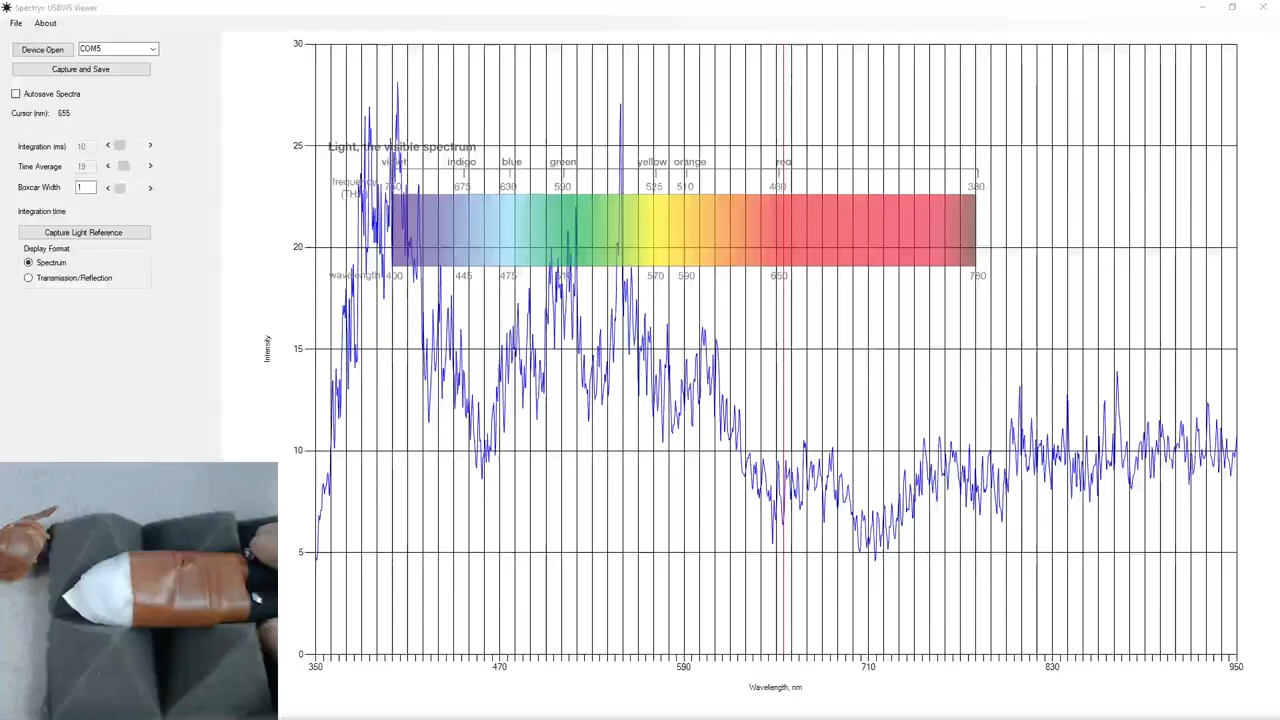 Spectryx USBVIS Viewer
File About
Device Open COM5
Capture and Save
Autosave Spectra
Cursor (nm): 655
Integration (ms) 10 < >
Time Average 19 < >
Boxcar Width 1 < >
Integration time:
Capture Light Reference
Display Format
Spectrum
Transmission/Reflection
30
25
20
15
10
5
0
Intensity
Light, the visible spectrum
violet indigo blue green yellow orange red
frequency 750 675 630 590 525 510 460 380
(THz)
wavelength 400 445 475 510 570 590 650 780
350 470 590 710 830 950
Wavelength, nm